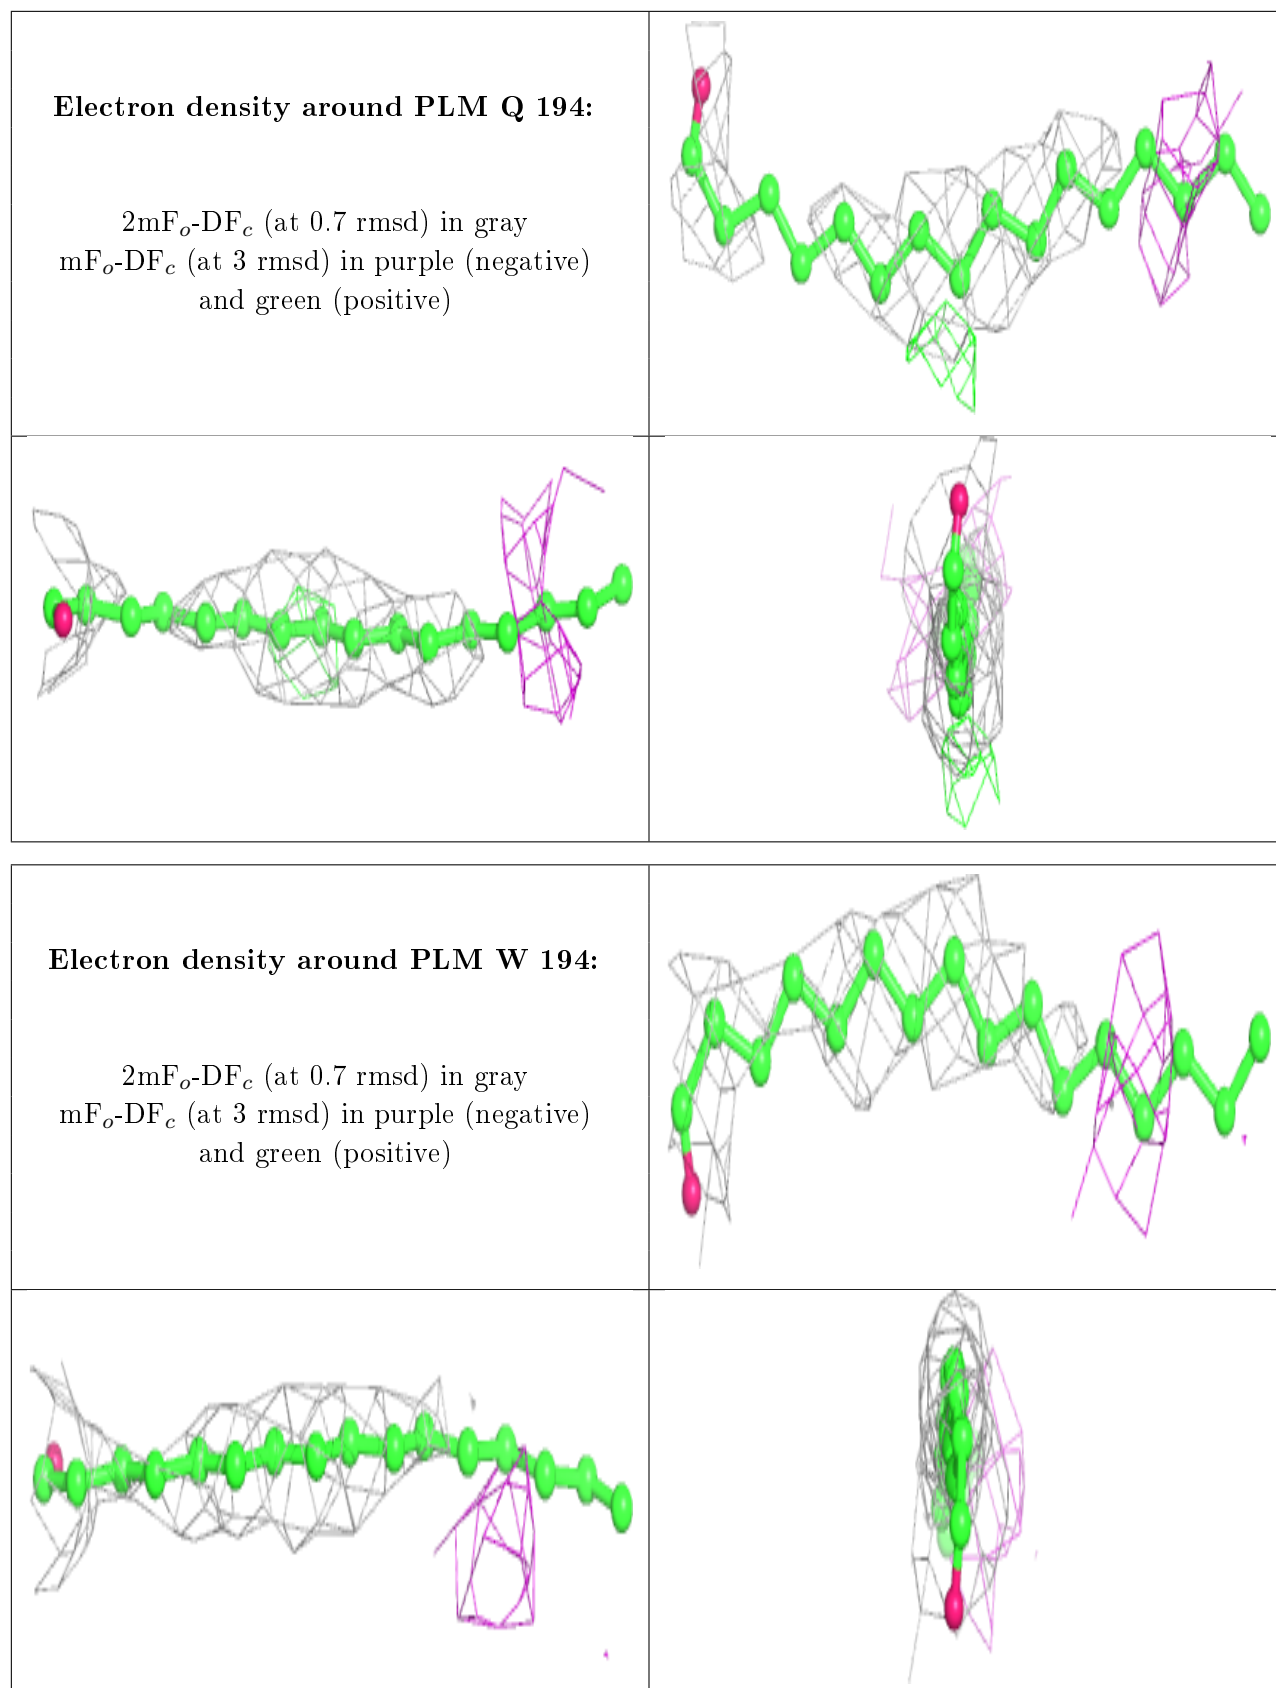 Electron density around PLM Q 194:
2mFₒ-DF𝒸 (at 0.7 rmsd) in gray
mFₒ-DF𝒸 (at 3 rmsd) in purple (negative)
and green (positive)
Electron density around PLM W 194:
2mFₒ-DF𝒸 (at 0.7 rmsd) in gray
mFₒ-DF𝒸 (at 3 rmsd) in purple (negative)
and green (positive)